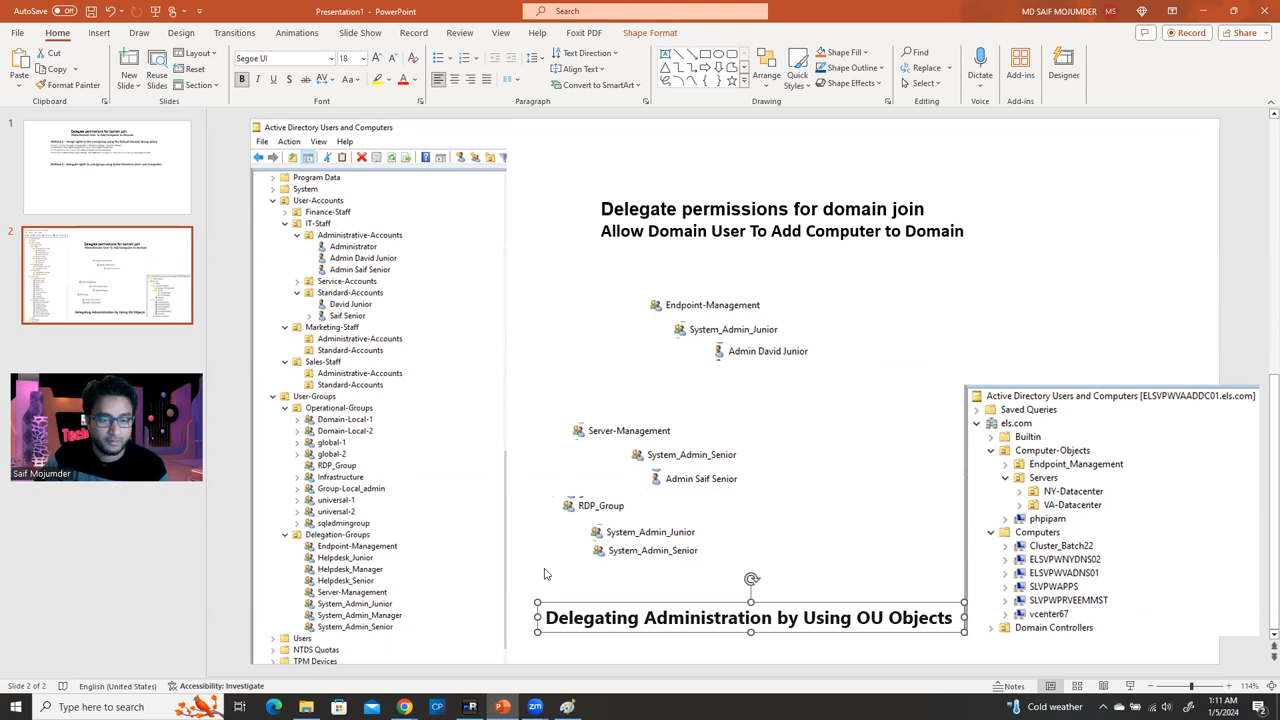 Presentation1 - PowerPoint
Search
MD SAIF MOJUMDER
MS
File
Home
Insert
Draw
Design
Transitions
Animations
Slide Show
Record
Review
View
Help
Foxit PDF
Shape Format
Record
Share
Paste
Cut
Copy
Format Painter
Clipboard
New
Slide
Reuse
Slides
Layout
Reset
Section
Slides
Segoe UI
18
Font
Text Direction
Align Text
Convert to SmartArt
Paragraph
Arrange
Quick
Styles
Shape Fill
Shape Outline
Shape Effects
Drawing
Find
Replace
Select
Editing
Dictate
Voice
Add-ins
Add-ins
Designer
1
2
Saif Mojumder
Active Directory Users and Computers
File Action View Help
Program Data
System
User-Accounts
Finance-Staff
IT-Staff
Administrative-Accounts
Administrator
Admin David Junior
Admin Saif Senior
Service-Accounts
Standard-Accounts
David Junior
Saif Senior
Marketing-Staff
Administrative-Accounts
Standard-Accounts
Sales-Staff
Administrative-Accounts
Standard-Accounts
User-Groups
Operational-Groups
Domain-Local-1
Domain-Local-2
global-1
global-2
RDP_Group
Infrastructure
Group-Local_admin
universal-1
universal-2
sqladmingroup
Delegation-Groups
Endpoint-Management
Helpdesk_Junior
Helpdesk_Manager
Helpdesk_Senior
Server-Management
System_Admin_Junior
System_Admin_Manager
System_Admin_Senior
Users
NTDS Quotas
TPM Devices
Delegate permissions for domain join
Allow Domain User To Add Computer to Domain
Endpoint-Management
System_Admin_Junior
Admin David Junior
Server-Management
System_Admin_Senior
Admin Saif Senior
RDP_Group
System_Admin_Junior
System_Admin_Senior
Delegating Administration by Using OU Objects
Active Directory Users and Computers [ELSVPWVAADDC01.els.com]
Saved Queries
els.com
Builtin
Computer-Objects
Endpoint_Management
Servers
NY-Datacenter
VA-Datacenter
phpipam
Computers
Cluster_Batch22
ELSVPWVNYDNS02
ELSVPWVADNS01
SLVPWAPPS
SLVPWPRVEEMMST
vcenter67
Domain Controllers
Slide 2 of 2
English (United States)
Accessibility: Investigate
Notes
114%
Type here to search
Cold weather
1:11 AM
1/5/2024